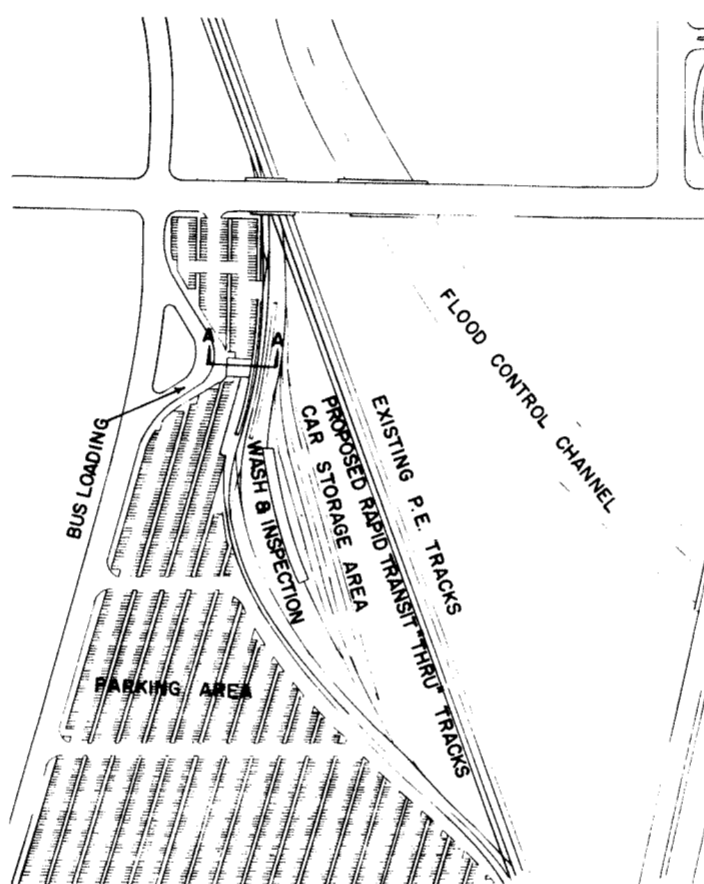 FLOOD CONTROL CHANNEL
A A
EXISTING P.E. TRACKS
PROPOSED RAPID TRANSIT "THRU" TRACKS
CAR STORAGE AREA
BUS LOADING
WASH & INSPECTION
PARKING AREA